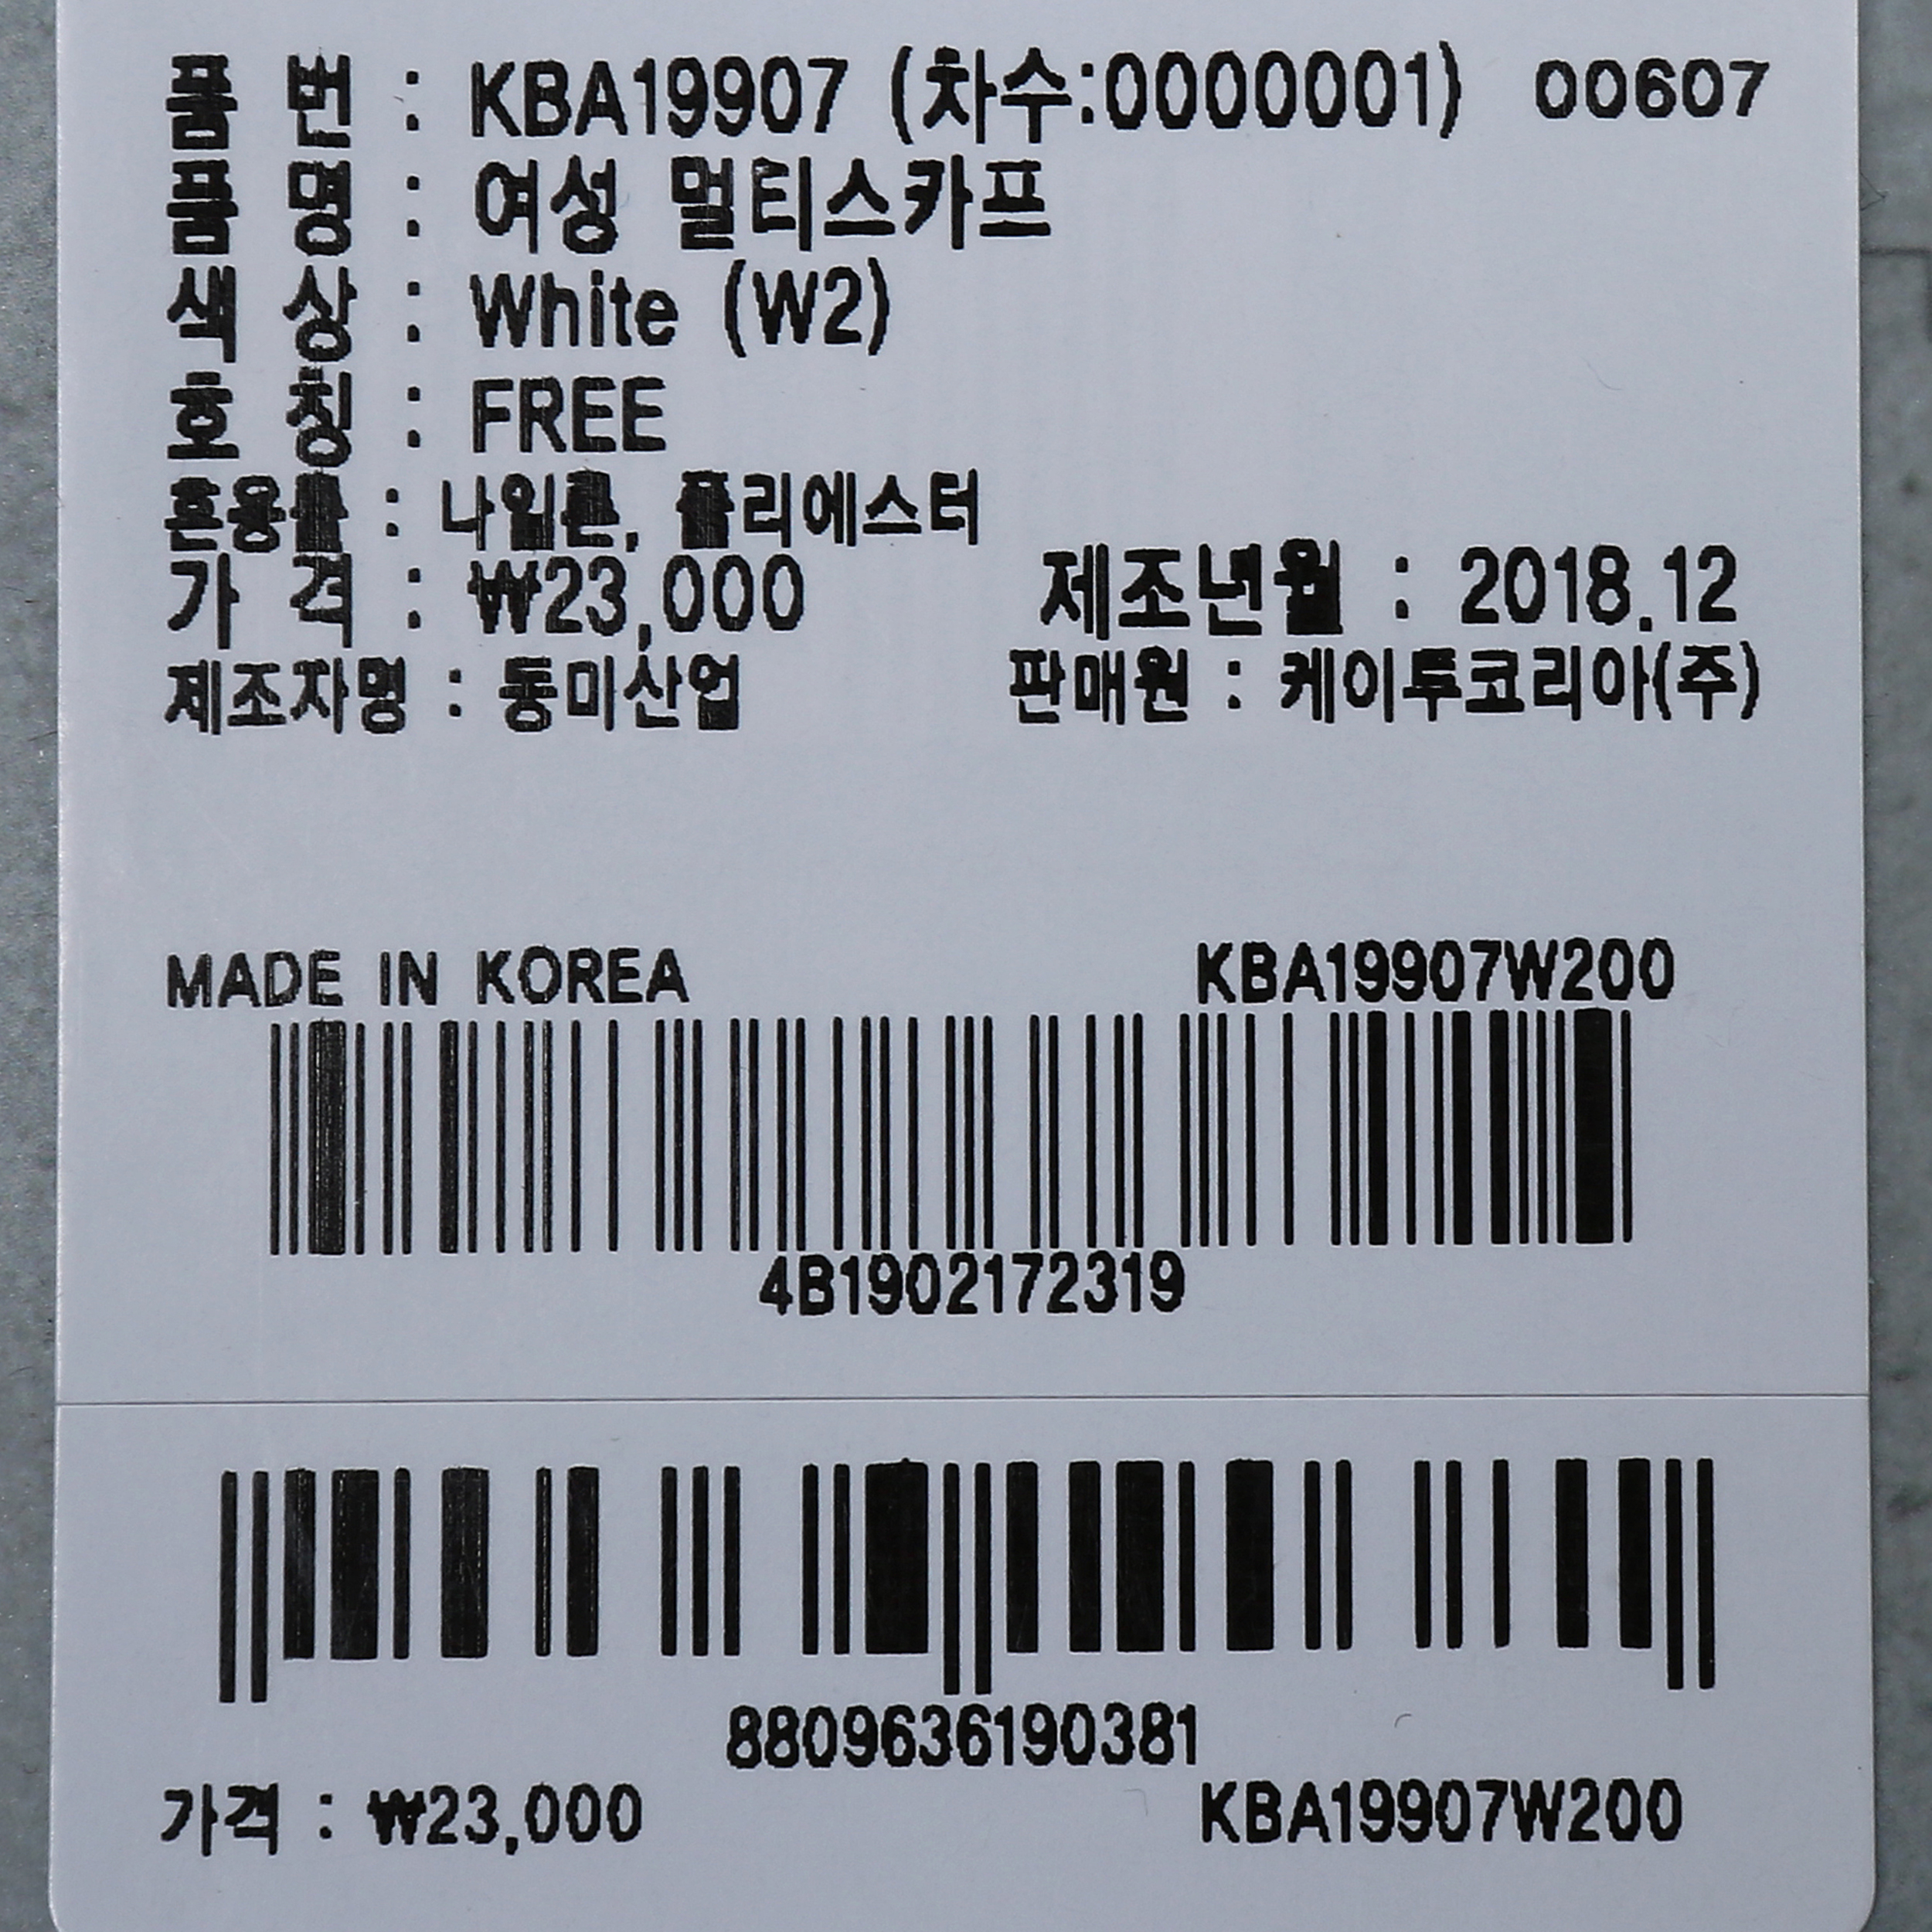 품 번 : KBA19907 (차수:0000001) 00607
품 명 : 여성 멀티스카프
색 상 : White (W2)
호 칭 : FREE
혼용률 : 나일론, 폴리에스터
가 격 : ₩23,000 제조년월 : 2018.12
제조자명 : 동미산업 판매원 : 케이투코리아(주)
MADE IN KOREA KBA19907W200
4B1902172319
8809636190381
가격 : ₩23,000 KBA19907W200